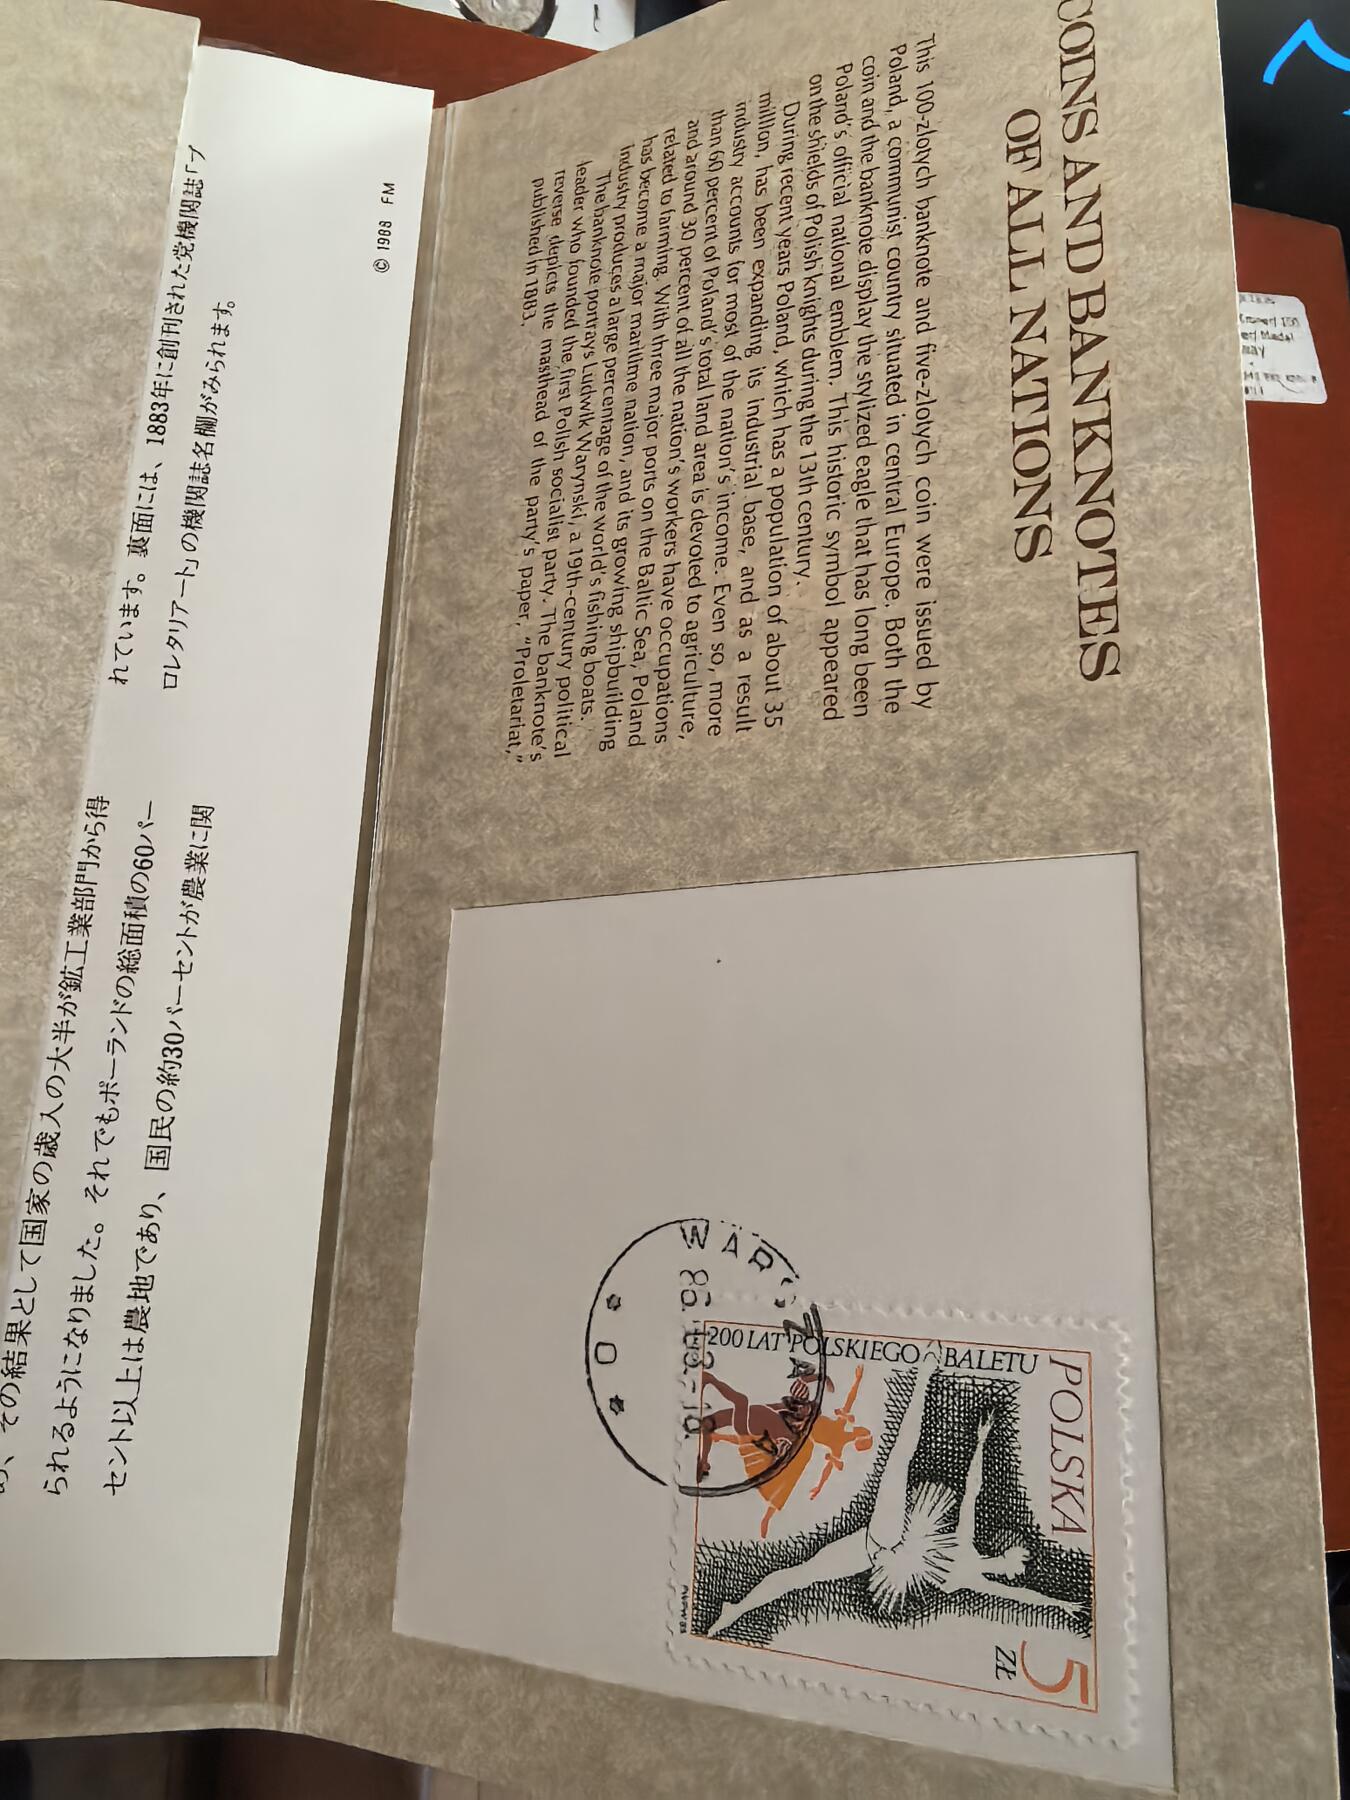 COINS AND BANKNOTES
OF ALL NATIONS
This 100-zlotych banknote and five-zlotych coin were issued by
Poland, a communist country situated in central Europe. Both the
coin and the banknote display the stylized eagle that has long been
Poland's official national emblem. This historic symbol appeared
on the shields of Polish knights during the 13th century.
During recent years Poland, which has a population of about 35
million, has been expanding its industrial base, and as a result
industry accounts for most of the nation's income. Even so, more
than 60 percent of Poland's total land area is devoted to agriculture,
and around 30 percent of all the nation's workers have occupations
related to farming. With three major ports on the Baltic Sea, Poland
has become a major maritime nation, and its growing shipbuilding
industry produces a large percentage of the world's fishing boats.
The banknote portrays Ludwik Warynski, a 19th-century political
leader who founded the first Polish socialist party. The banknote's
reverse depicts the masthead of the party's paper, "Proletariat,"
published in 1883.
POLSKA
5
ZŁ
200 LAT POLSKIEGO BALETU
WARSZ
、その結果として国家の歳入の大半が鉱工業部門から得
られるようになりました。それでもポーランドの総面積の60パー
セント以上は農地であり、国民の約30パーセントが農業に関
れています。裏面には、1883年に創刊された党機関誌「プ
ロレタリアート」の機関誌名欄がみられます。
© 1988 FM